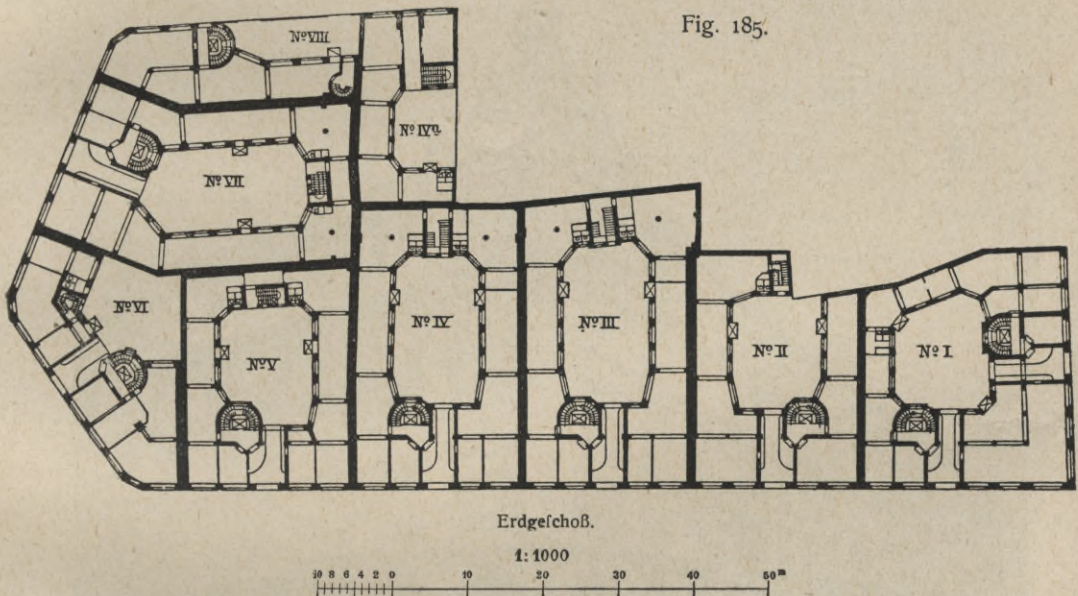 Fig. 185.
Nº VIII
Nº IVa
Nº VII
Nº VI
Nº V
Nº IV
Nº III
Nº II
Nº I
Erdgeſchoß.
1:1000
10 8 6 4 2 0 10 20 30 40 50 m